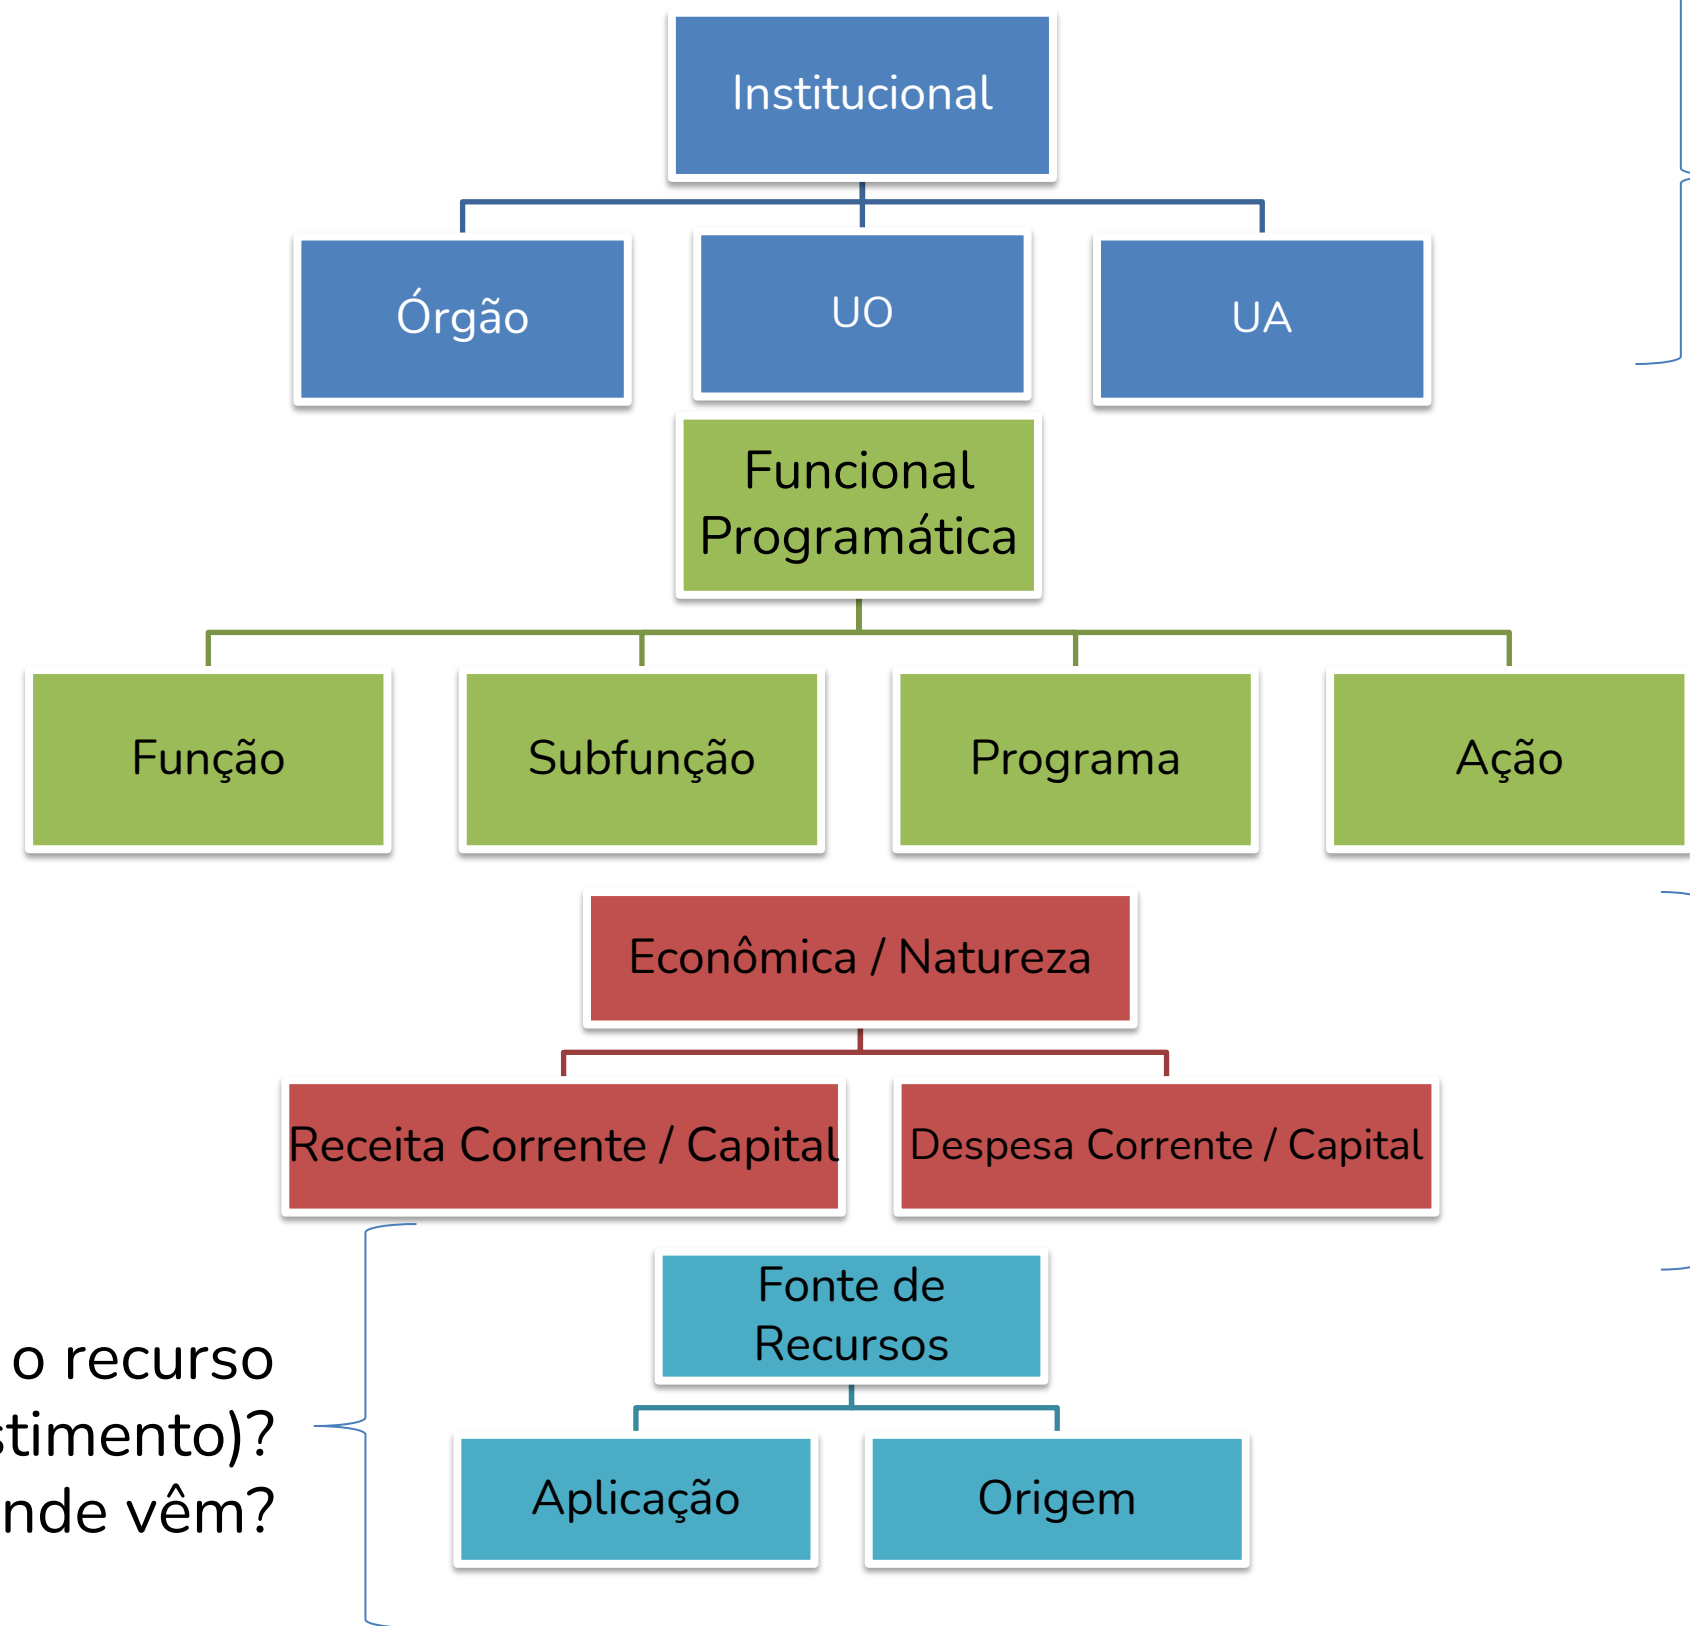 Institucional
Órgão
UO
UA
Funcional
Programática
Função
Subfunção
Programa
Ação
Econômica / Natureza
Receita Corrente / Capital
Despesa Corrente / Capital
Fonte de
Recursos
o recurso
stimento)?
nde vêm?
Aplicação
Origem